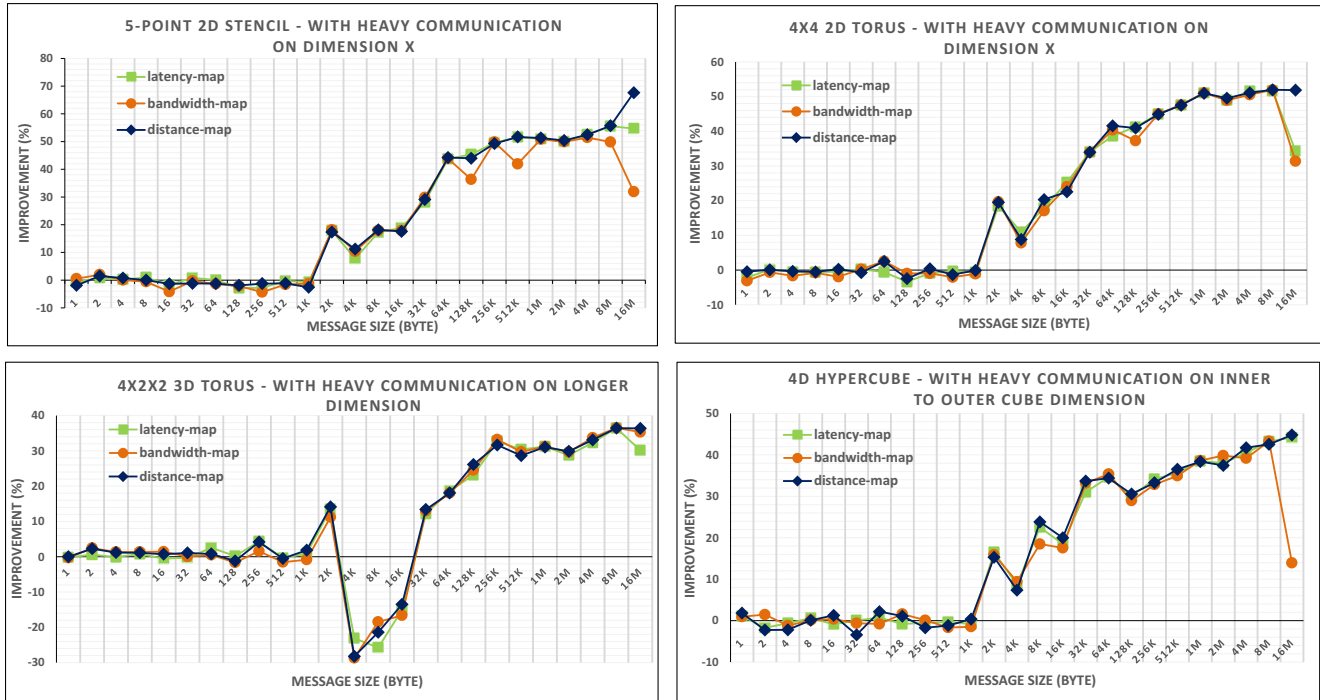 5-POINT 2D STENCIL - WITH HEAVY COMMUNICATION
ON DIMENSION X
80
70
60
50
40
30
20
10
0
-10
IMPROVEMENT (%)
latency-map
bandwidth-map
distance-map
1 2 4 8 16 32 64 128 256 512 1K 2K 4K 8K 16K 32K 64K 128K 256K 512K 1M 2M 4M 8M 16M
MESSAGE SIZE (BYTE)
4X4 2D TORUS - WITH HEAVY COMMUNICATION ON
DIMENSION X
60
50
40
30
20
10
0
-10
IMPROVEMENT (%)
latency-map
bandwidth-map
distance-map
1 2 4 8 16 32 64 128 256 512 1K 2K 4K 8K 16K 32K 64K 128K 256K 512K 1M 2M 4M 8M 16M
MESSAGE SIZE (BYTE)
4X2X2 3D TORUS - WITH HEAVY COMMUNICATION ON LONGER
DIMENSION
40
30
20
10
0
-10
-20
-30
IMPROVEMENT (%)
latency-map
bandwidth-map
distance-map
1 2 4 8 16 32 64 128 256 512 1K 2K 4K 8K 16K 32K 64K 128K 256K 512K 1M 2M 4M 8M 16M
MESSAGE SIZE (BYTE)
4D HYPERCUBE - WITH HEAVY COMMUNICATION ON INNER
TO OUTER CUBE DIMENSION
50
40
30
20
10
0
-10
IMPROVEMENT (%)
latency-map
bandwidth-map
distance-map
1 2 4 8 16 32 64 128 256 512 1K 2K 4K 8K 16K 32K 64K 128K 256K 512K 1M 2M 4M 8M 16M
MESSAGE SIZE (BYTE)